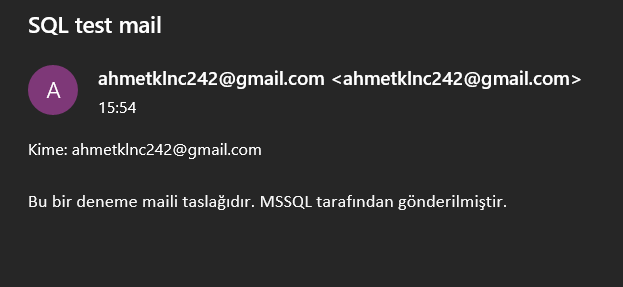 SQL test mail
A
ahmetklnc242@gmail.com <ahmetklnc242@gmail.com>
15:54
Kime: ahmetklnc242@gmail.com
Bu bir deneme maili taslağıdır. MSSQL tarafından gönderilmiştir.